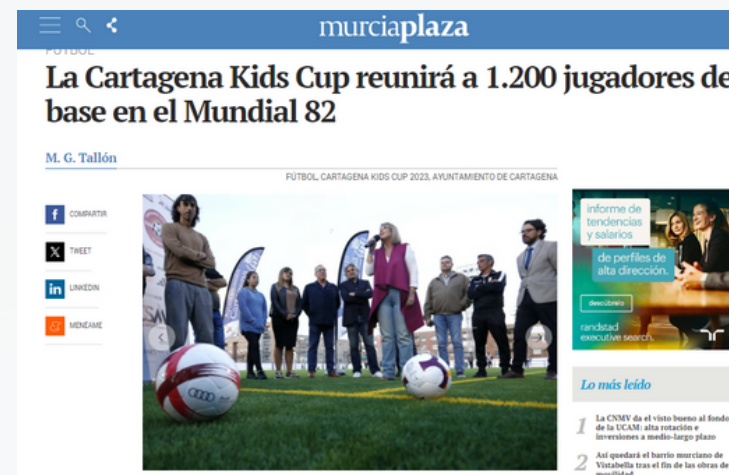 murciaplaza
FÚTBOL
La Cartagena Kids Cup reunirá a 1.200 jugadores de
base en el Mundial 82
M. G. Tallón
FÚTBOL, CARTAGENA KIDS CUP 2023, AYUNTAMIENTO DE CARTAGENA
COMPARTIR
TWEET
LINKEDIN
MENÉAME
informe de
tendencias
y salarios
de perfiles de
alta dirección.
descúbrelo
randstad
executive search.
Lo más leído
1 La CNMV da el visto bueno al fondo
de la UCAM: alta rotación e
inversiones a medio-largo plazo
2 Así quedará el barrio murciano de
Vistabella tras el fin de las obras de
movilidad